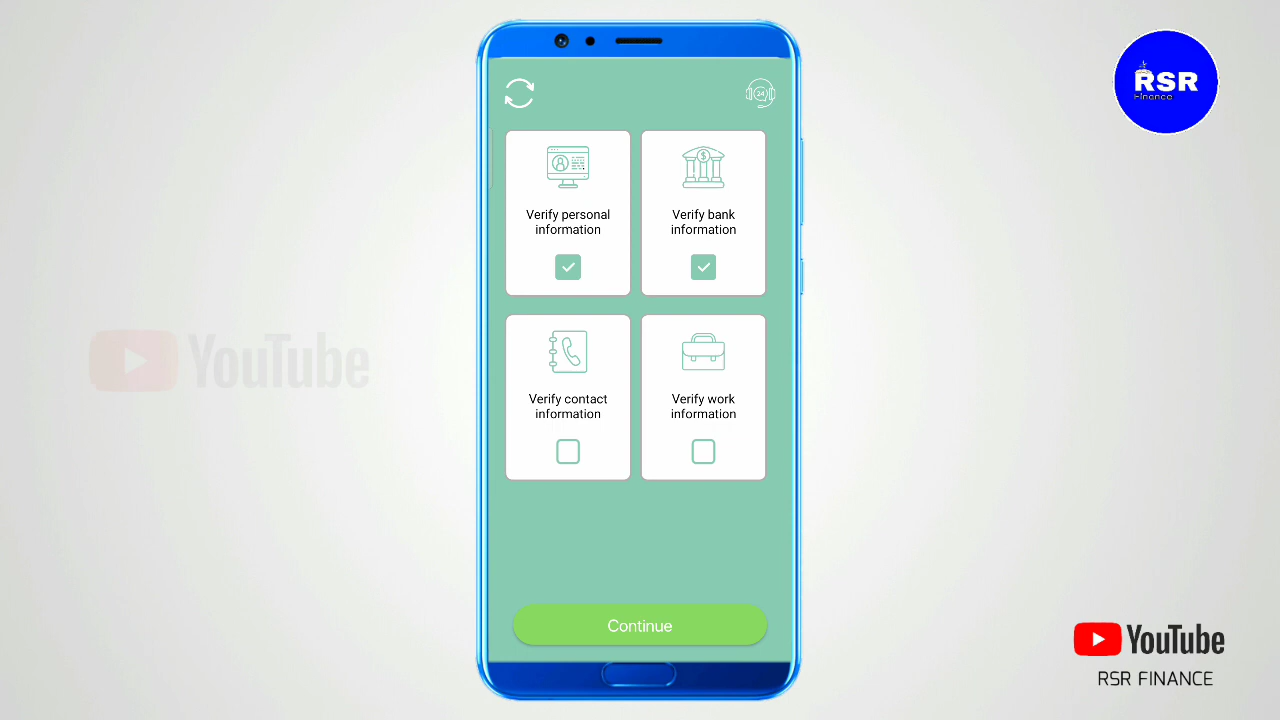 RSR
Finance
24
Verify personal
information
Verify bank
information
Verify contact
information
Verify work
information
YouTube
Continue
YouTube
RSR FINANCE